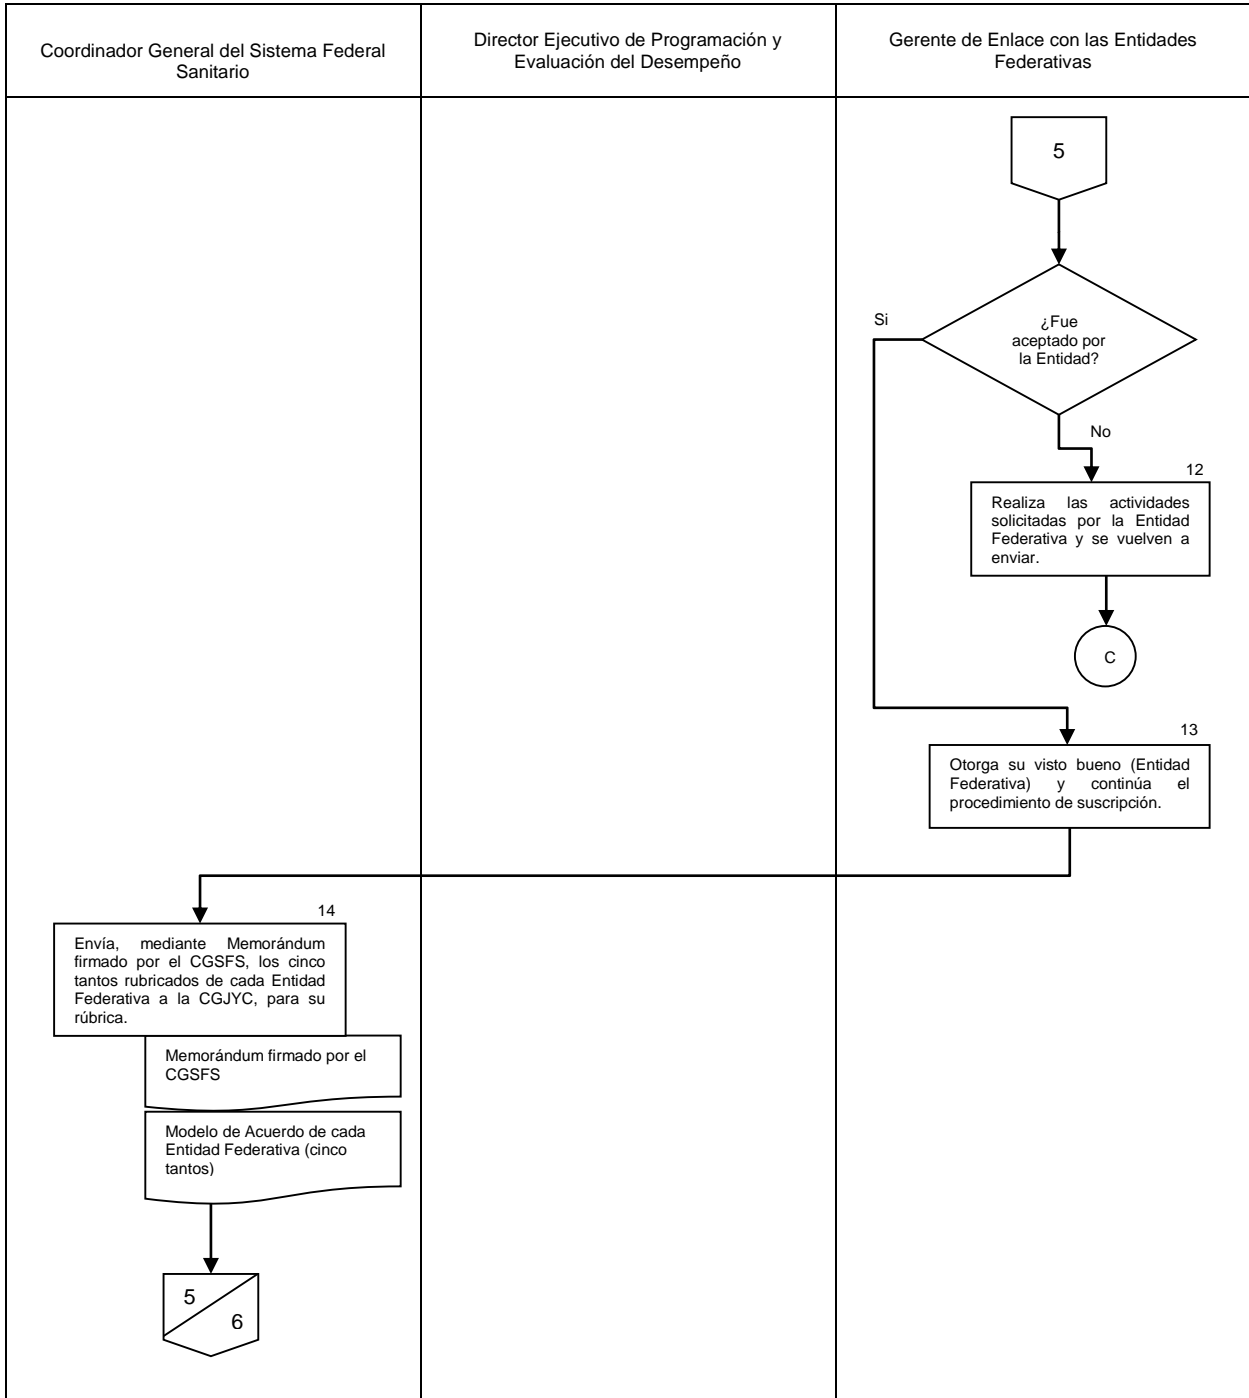 Coordinador General del Sistema Federal
Sanitario
Director Ejecutivo de Programación y
Evaluación del Desempeño
Gerente de Enlace con las Entidades
Federativas
5
¿Fue
aceptado por
la Entidad?
Si
No
12
Realiza las actividades
solicitadas por la Entidad
Federativa y se vuelven a
enviar.
C
13
Otorga su visto bueno (Entidad
Federativa) y continúa el
procedimiento de suscripción.
14
Envía, mediante Memorándum
firmado por el CGSFS, los cinco
tantos rubricados de cada Entidad
Federativa a la CGJYC, para su
rúbrica.
Memorándum firmado por el
CGSFS
Modelo de Acuerdo de cada
Entidad Federativa (cinco
tantos)
5
6